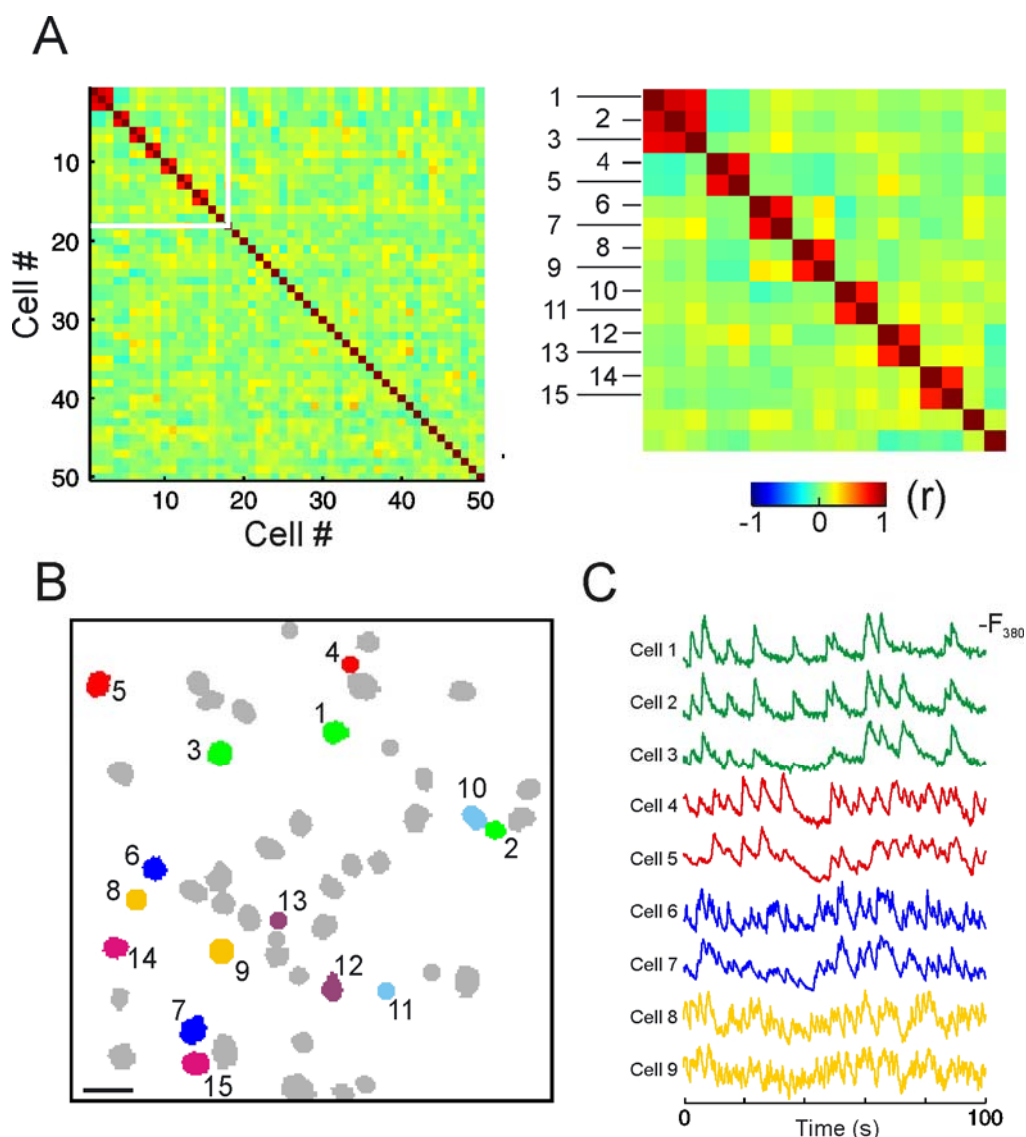 A
Cell #
10
20
30
40
50
10 20 30 40 50
Cell #
1
2
3
4
5
6
7
8
9
10
11
12
13
14
15
-1 0 1
(r)
B
4
5
1
3
10
2
6
8
13
14
9
12
11
7
15
C
-F380
Cell 1
Cell 2
Cell 3
Cell 4
Cell 5
Cell 6
Cell 7
Cell 8
Cell 9
0 100
Time (s)